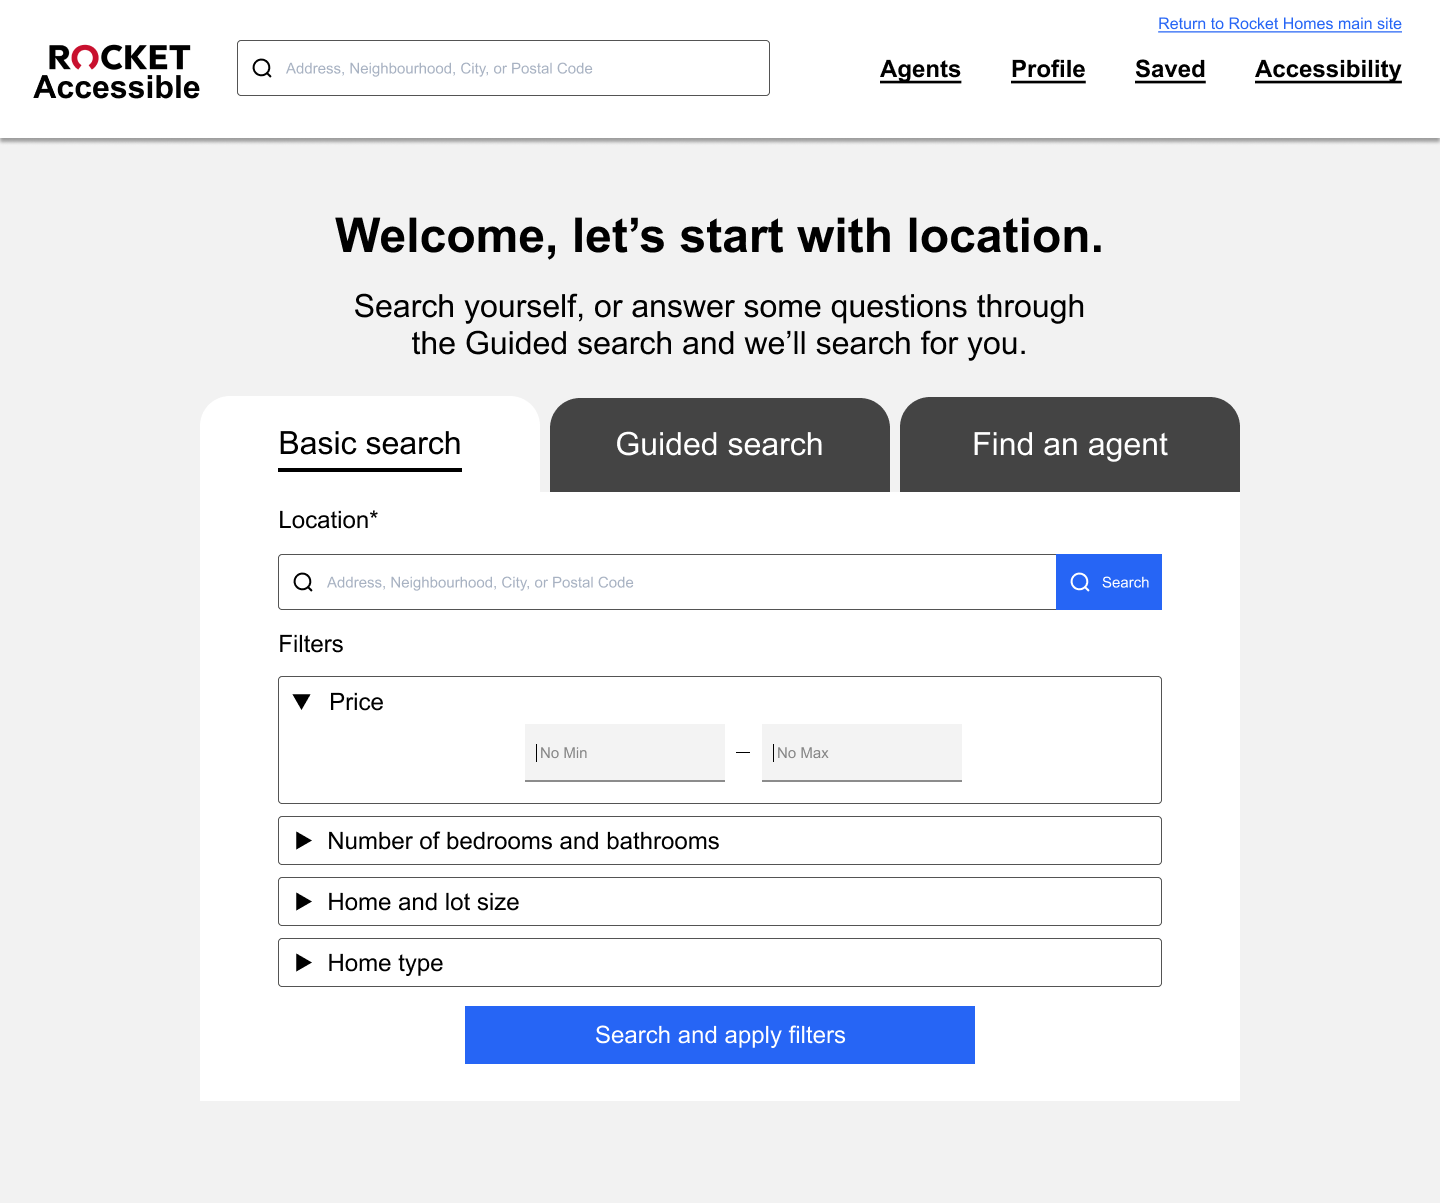 Return to Rocket Homes main site
ROCKET
Accessible
Address, Neighbourhood, City, or Postal Code
Agents
Profile
Saved
Accessibility
Welcome, let’s start with location.
Search yourself, or answer some questions through
the Guided search and we’ll search for you.
Basic search
Guided search
Find an agent
Location*
Address, Neighbourhood, City, or Postal Code
Search
Filters
Price
No Min
—
No Max
Number of bedrooms and bathrooms
Home and lot size
Home type
Search and apply filters